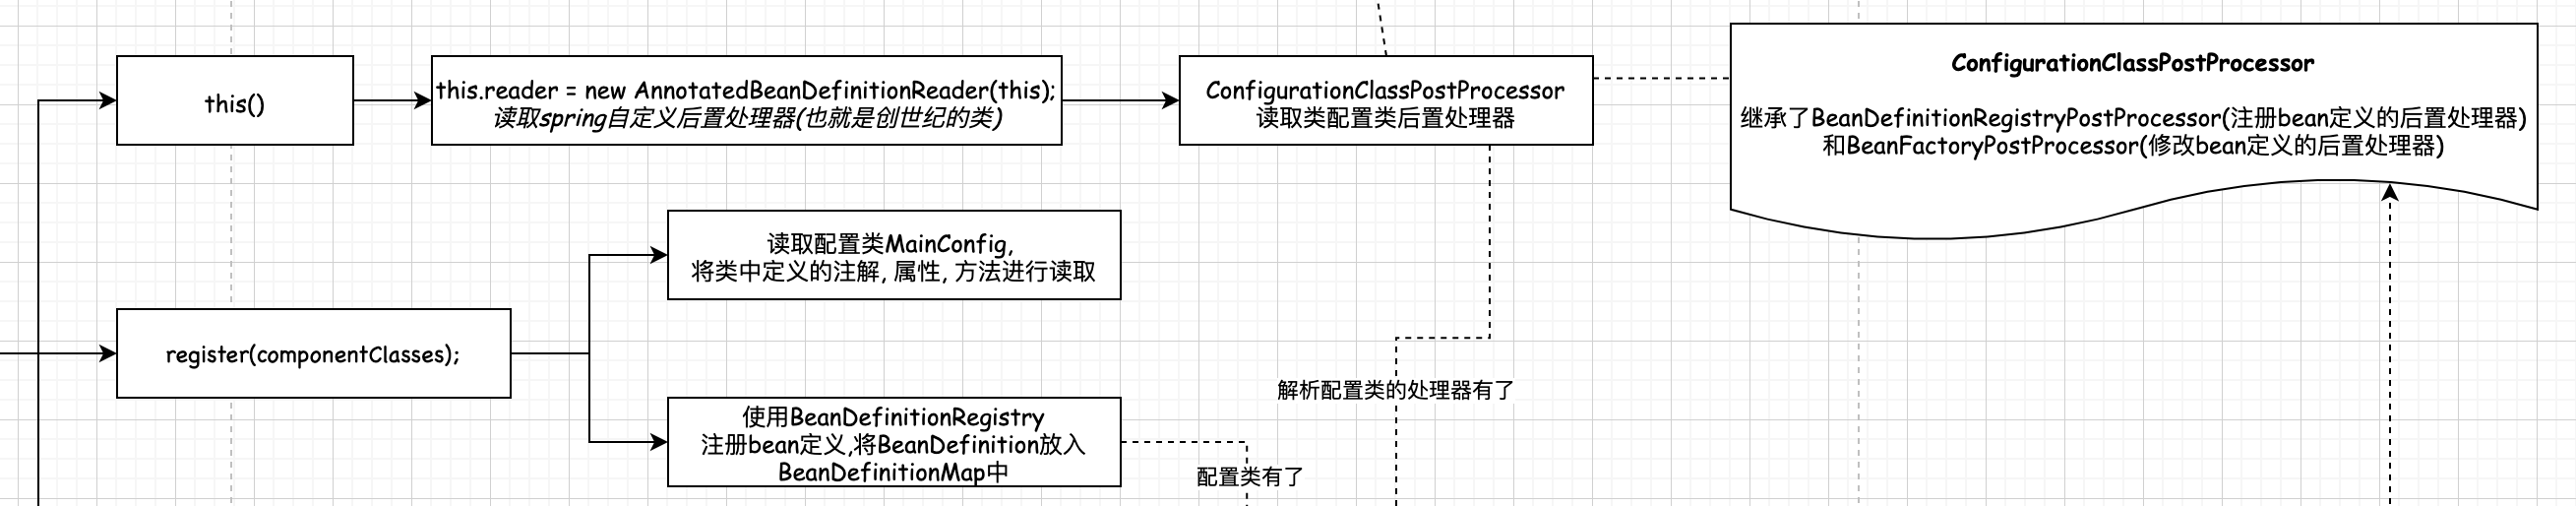 this()
this.reader = new AnnotatedBeanDefinitionReader(this);
读取spring自定义后置处理器(也就是创世纪的类)
ConfigurationClassPostProcessor
读取类配置类后置处理器
ConfigurationClassPostProcessor
继承了BeanDefinitionRegistryPostProcessor(注册bean定义的后置处理器)
和BeanFactoryPostProcessor(修改bean定义的后置处理器)
读取配置类MainConfig,
将类中定义的注解, 属性, 方法进行读取
register(componentClasses);
解析配置类的处理器有了
使用BeanDefinitionRegistry
注册bean定义,将BeanDefinition放入
BeanDefinitionMap中
配置类有了